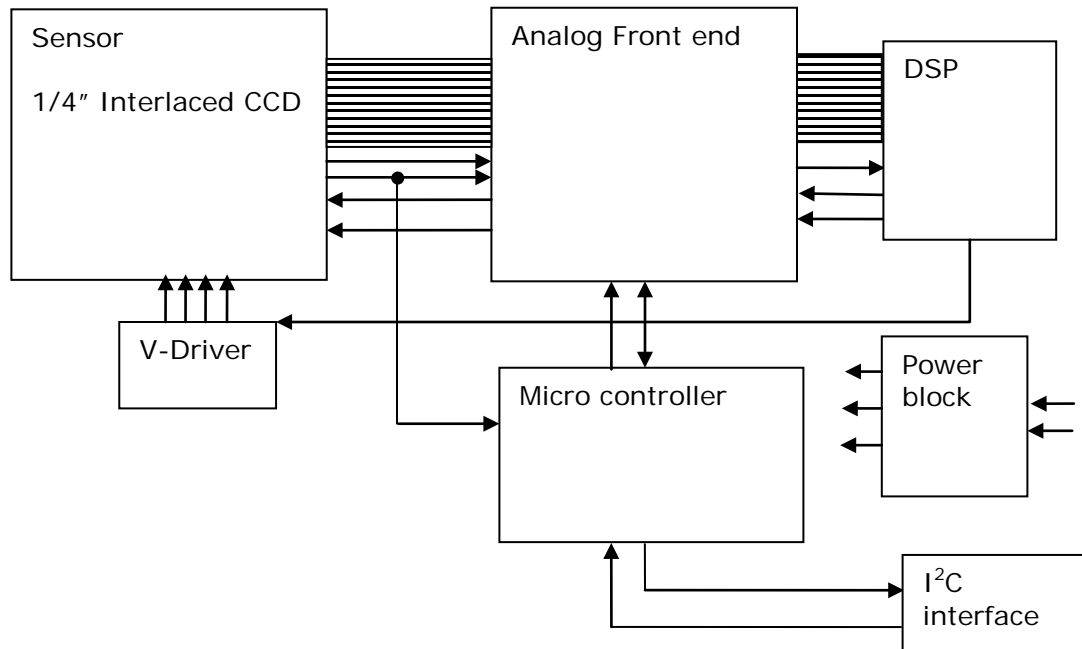 Sensor
1/4” Interlaced CCD
Analog Front end
DSP
V-Driver
Micro controller
Power
block
I²C
interface